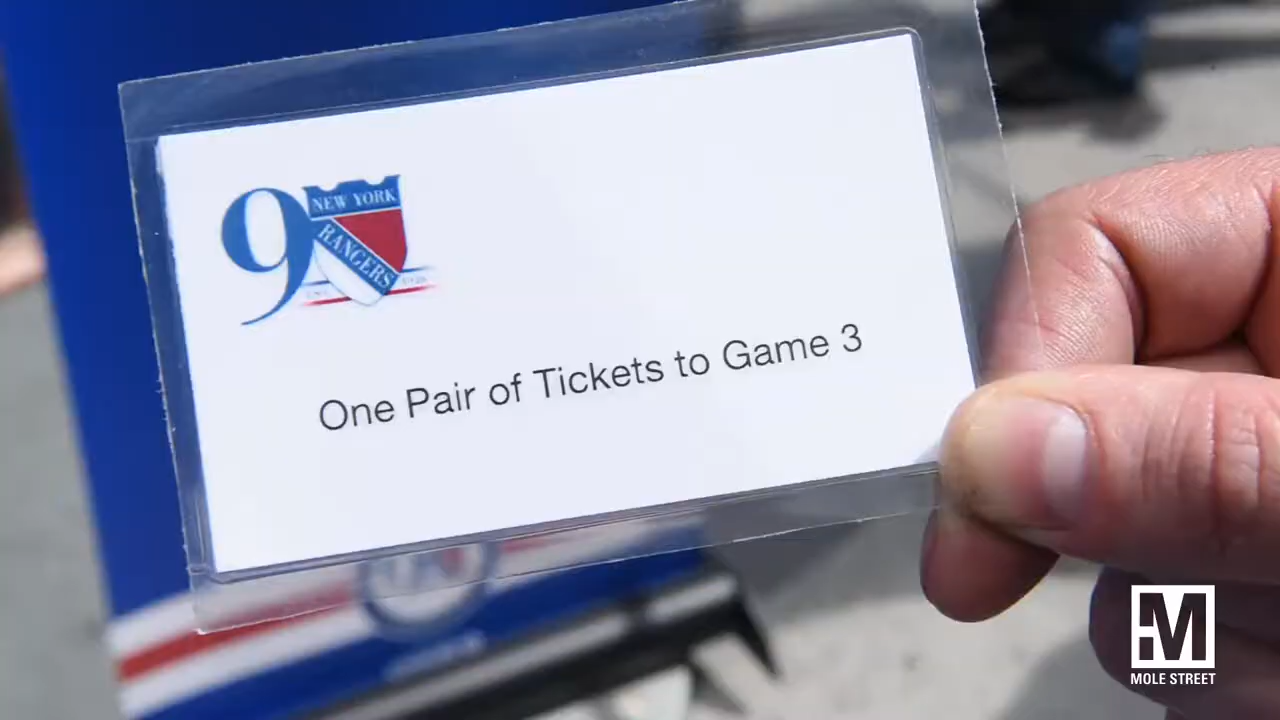 9
NEW YORK
RANGERS
One Pair of Tickets to Game 3
M
MOLE STREET